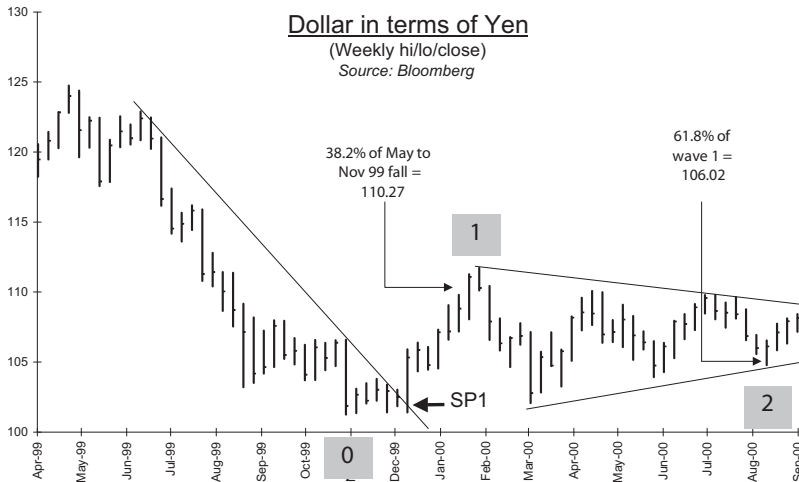 Dollar in terms of Yen
(Weekly hi/lo/close)
Source: Bloomberg
130
125
120
115
110
105
100
38.2% of May to
Nov 99 fall =
110.27
61.8% of
wave 1 =
106.02
1
SP1
0
2
Apr-99
May-99
Jun-99
Jul-99
Aug-99
Sep-99
Oct-99
Dec-99
Jan-00
Feb-00
Mar-00
Apr-00
May-00
Jun-00
Jul-00
Aug-00